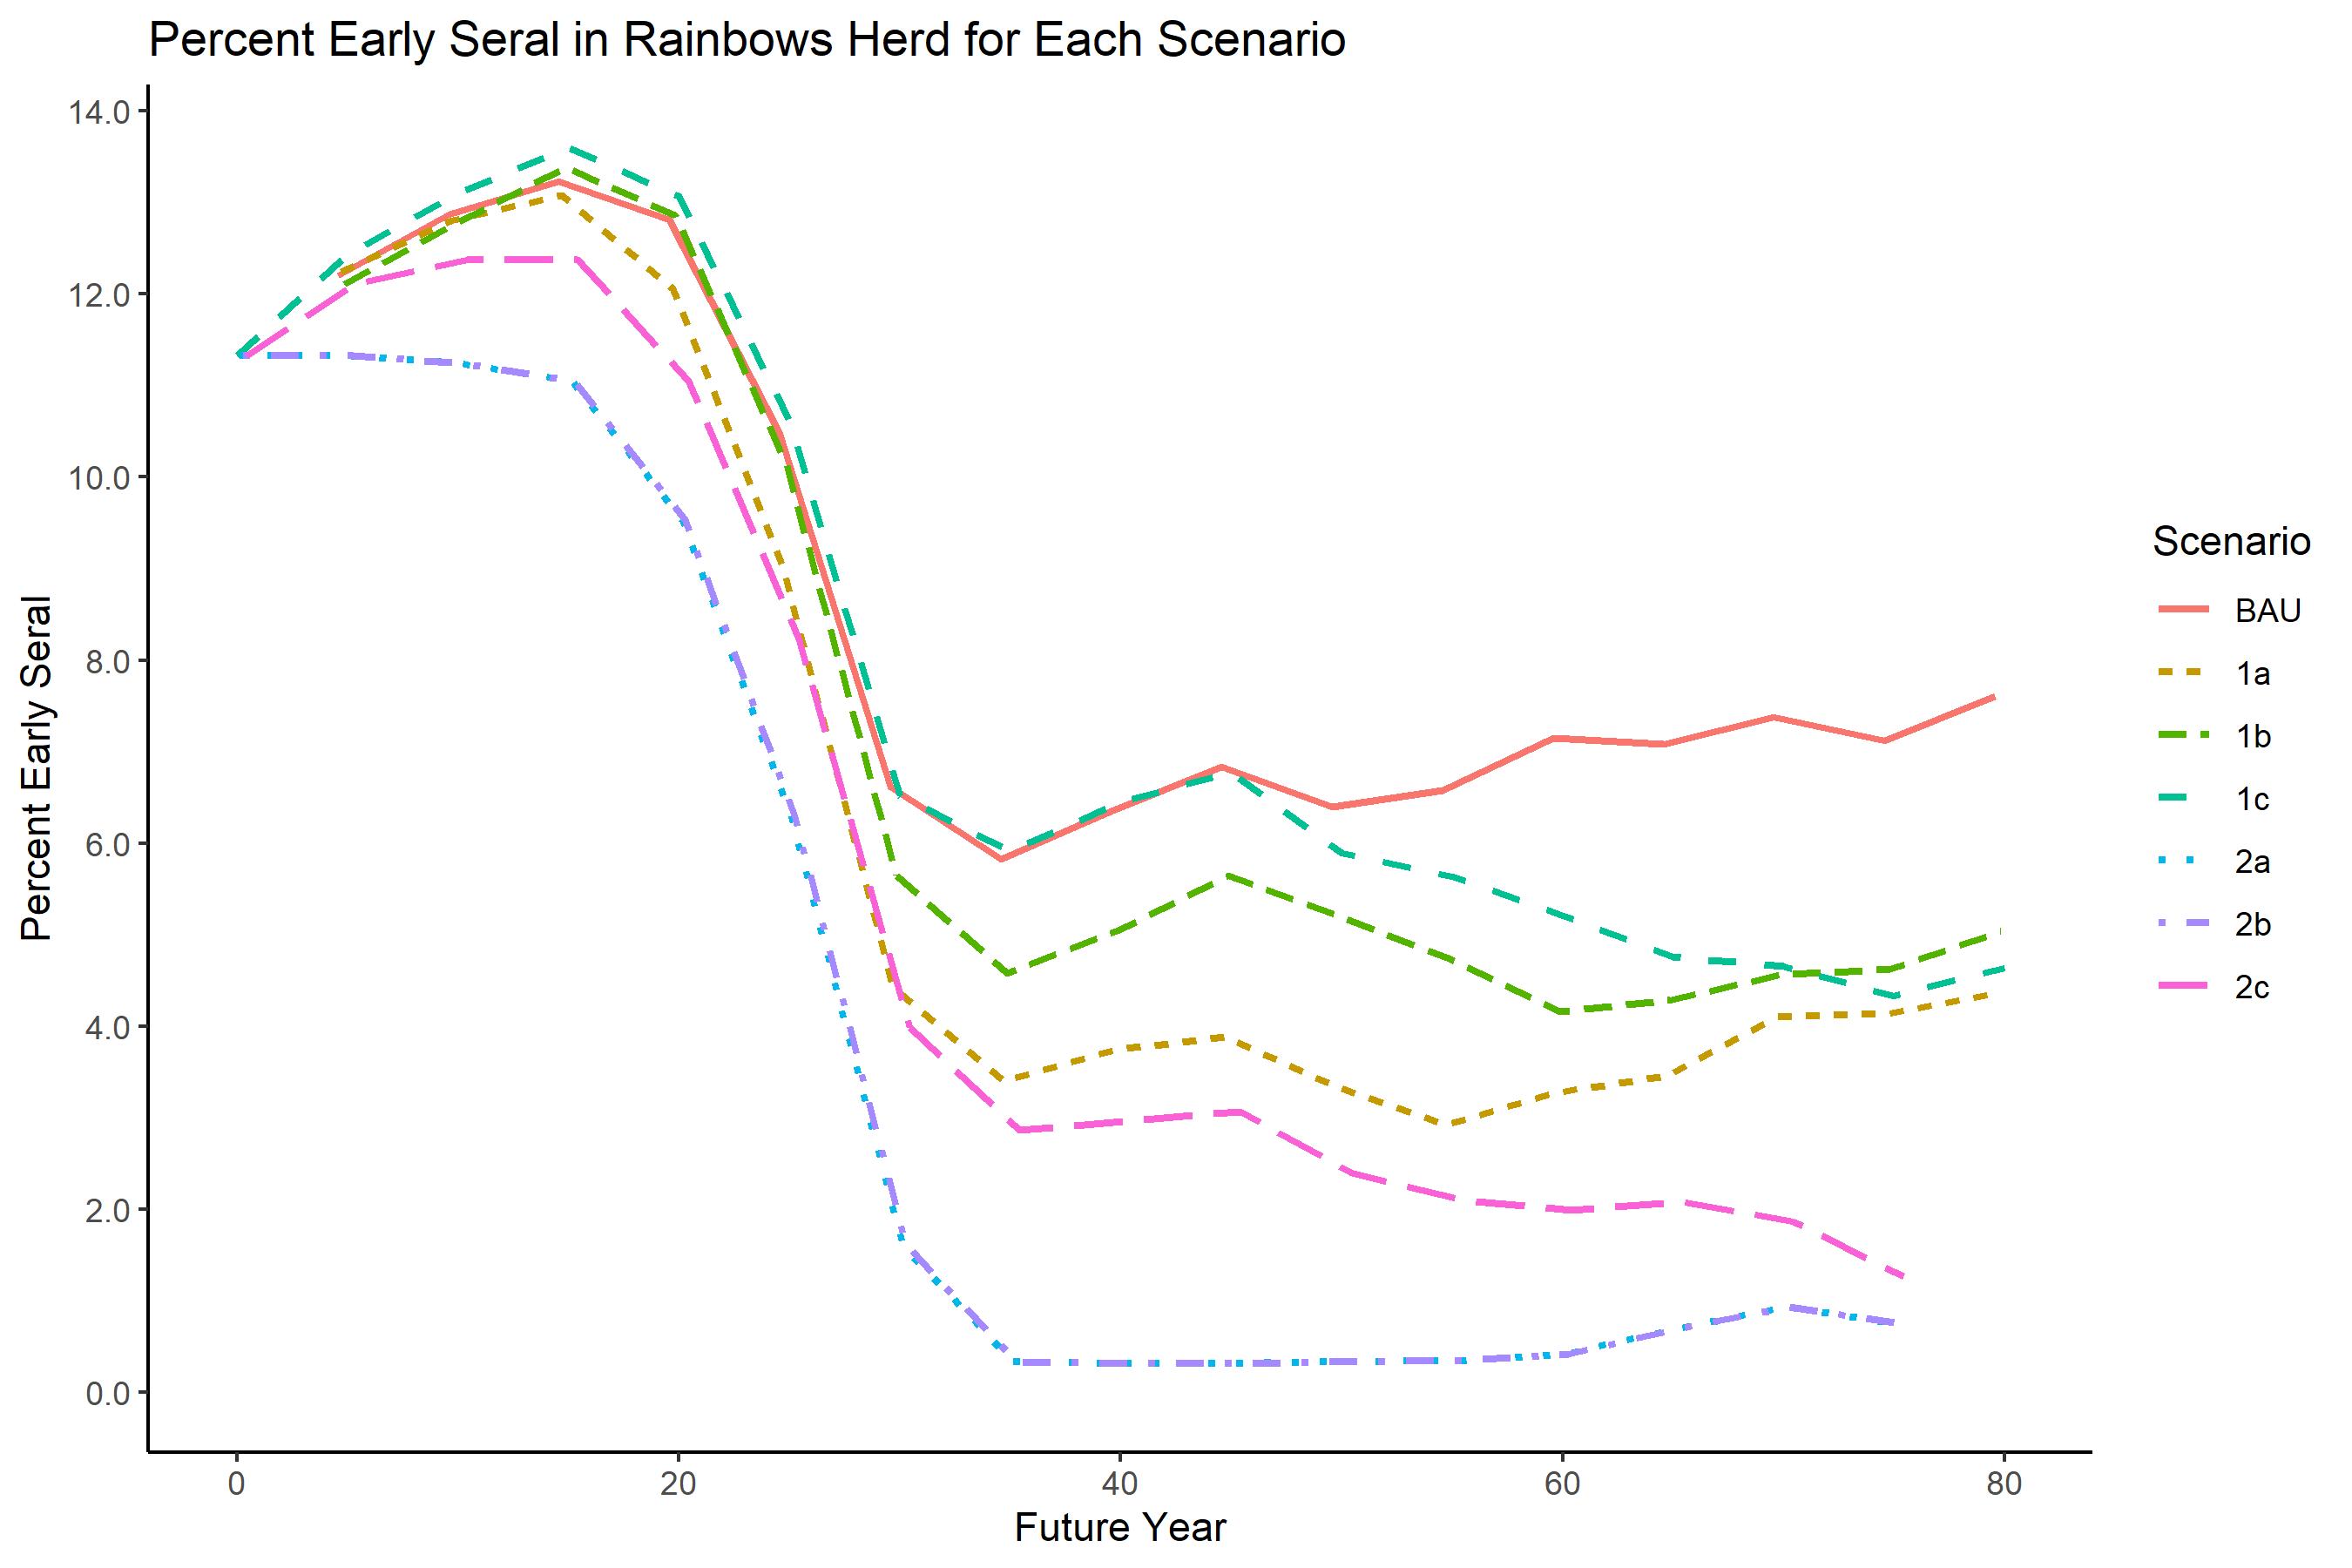 Percent Early Seral in Rainbows Herd for Each Scenario
14.0
12.0
10.0
8.0
6.0
4.0
2.0
0.0
Percent Early Seral
0 20 40 60 80
Future Year
Scenario
BAU
1a
1b
1c
2a
2b
2c